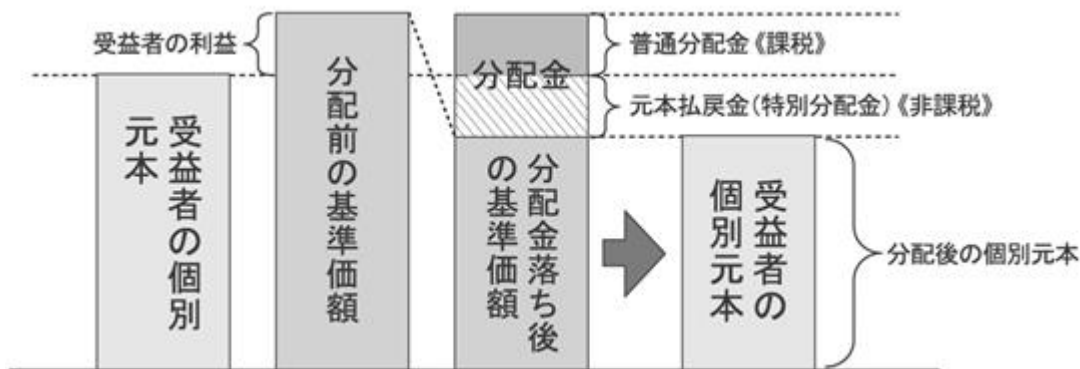 受益者の利益
受益者の個別
元本
分配前の基準価額
分配金
分配金落ち後
の基準価額
普通分配金《課税》
元本払戻金(特別分配金)《非課税》
受益者の
個別元本
分配後の個別元本